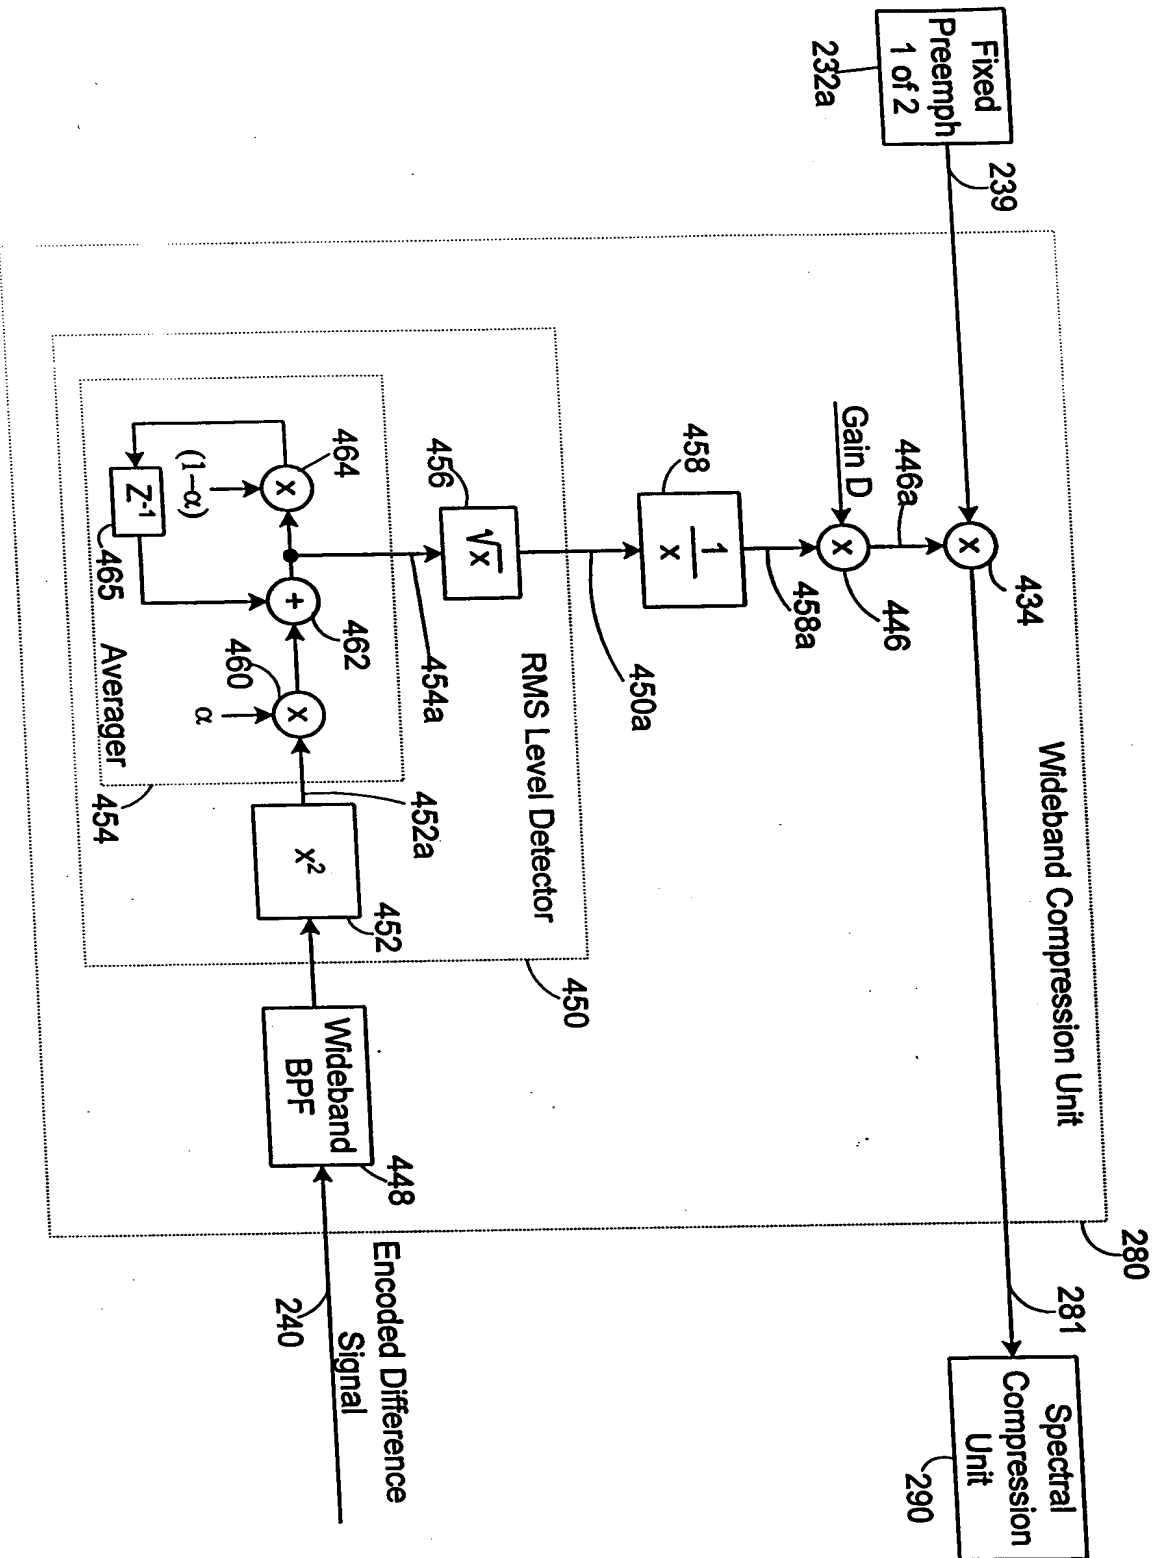 Fixed
Preemph
1 of 2
232a
239
434
Wideband Compression Unit
280
281
Spectral
Compression
Unit
290
446a
Gain D
446
458a
458
1
x
450a
RMS Level Detector
450
456
√x
454a
464
(1–α)
Z⁻¹
465
+
462
460
α
x
Averager
454
452a
x²
452
Wideband
BPF
448
Encoded Difference
Signal
240
x
x
x